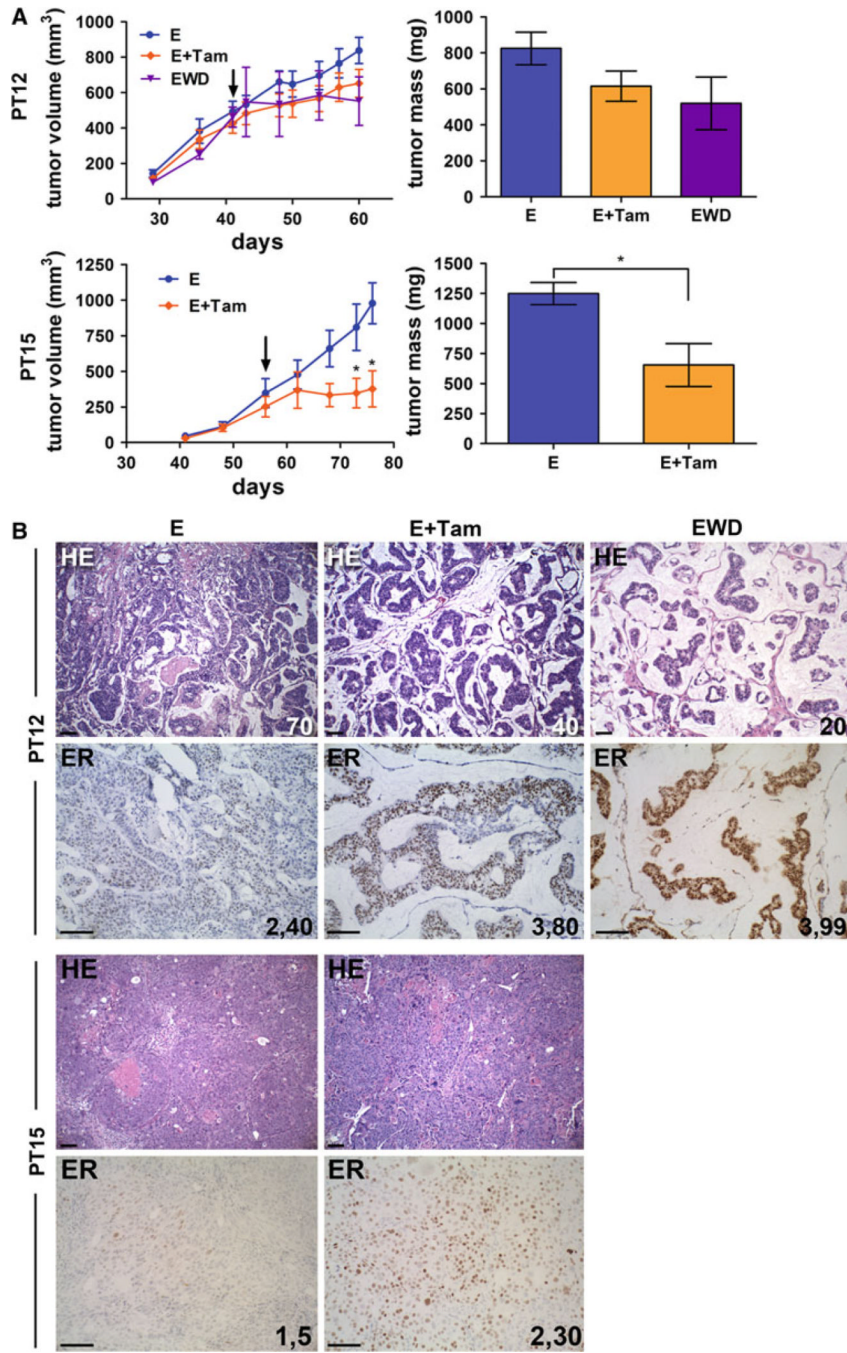 A
PT12
tumor volume (mm3)
1000
800
600
400
200
0
E
E+Tam
EWD
30
40
50
60
days
tumor mass (mg)
1000
800
600
400
200
0
E
E+Tam
EWD
PT15
tumor volume (mm3)
1250
1000
750
500
250
0
E
E+Tam
* *
30
40
50
60
70
80
days
tumor mass (mg)
1500
1250
1000
750
500
250
0
*
E
E+Tam
B
E
E+Tam
EWD
PT12
HE
70
HE
40
HE
20
ER
2,40
ER
3,80
ER
3,99
PT15
HE
HE
ER
1,5
ER
2,30